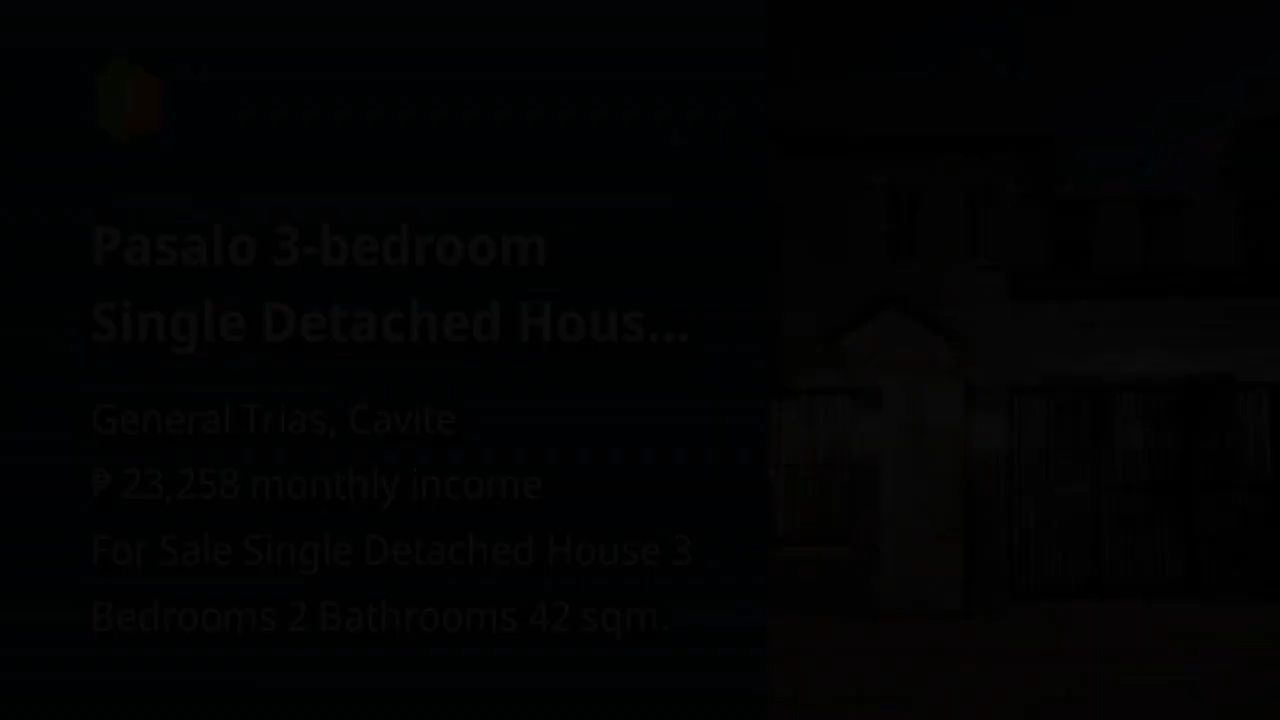 Pasalo 3-bedroom
Single Detached Hous...
General Trias, Cavite
₱ 23,258 monthly income
For Sale Single Detached House 3
Bedrooms 2 Bathrooms 42 sqm.